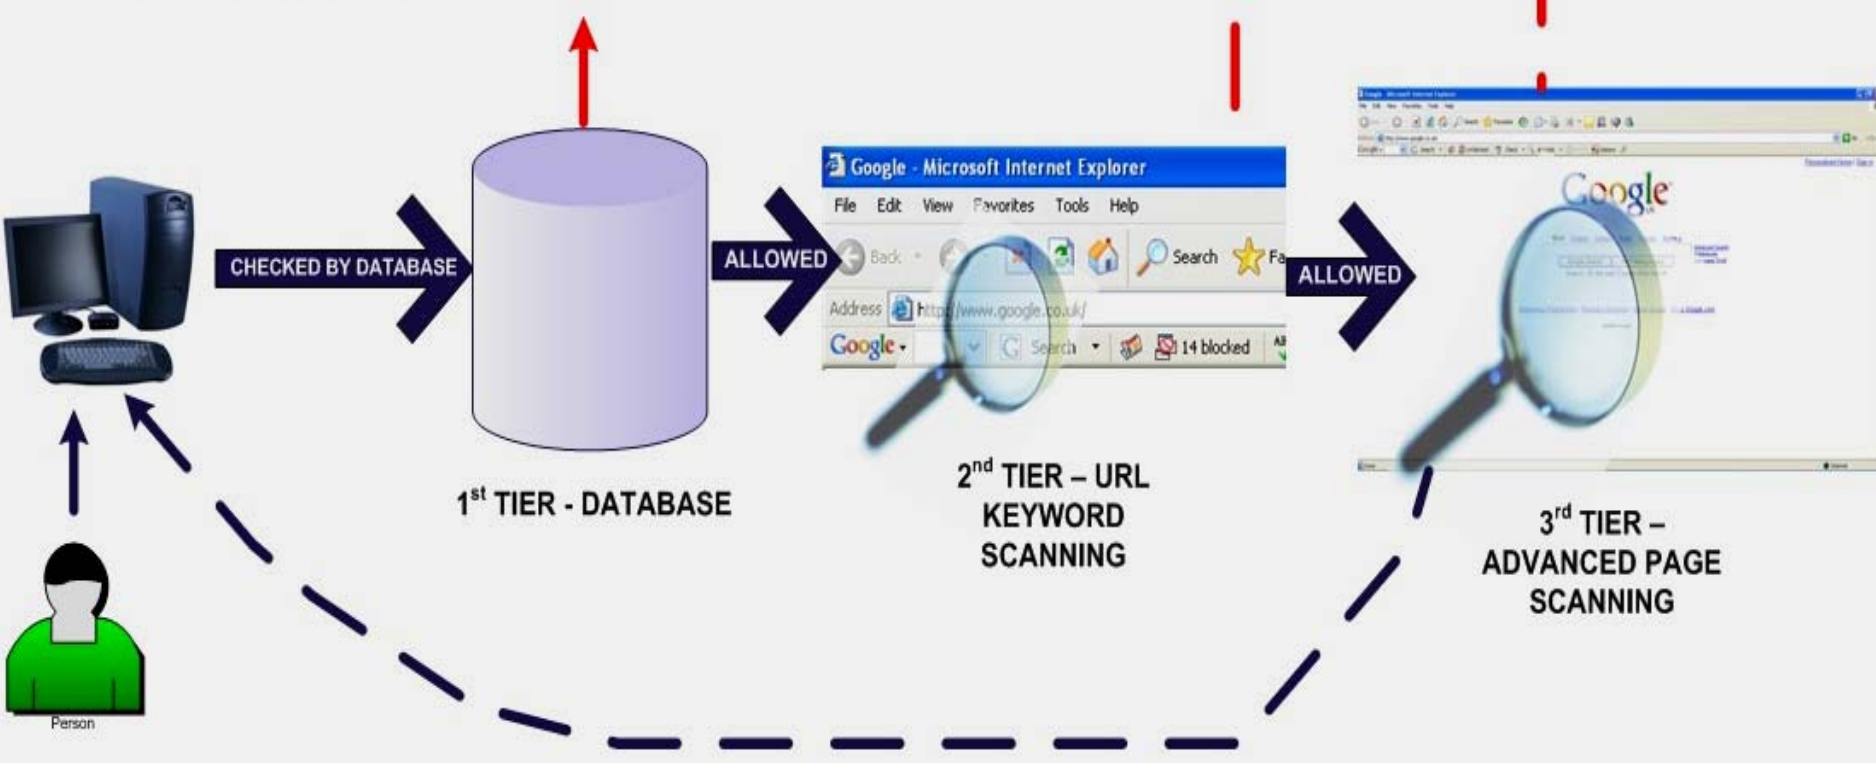 CHECKED BY DATABASE
ALLOWED
Google - Microsoft Internet Explorer
File Edit View Favorites Tools Help
Back Search Fa
Address http://www.google.co.uk/
Google Search 14 blocked
ALLOWED
Google
1st TIER - DATABASE
2nd TIER – URL
KEYWORD
SCANNING
3rd TIER –
ADVANCED PAGE
SCANNING
Person